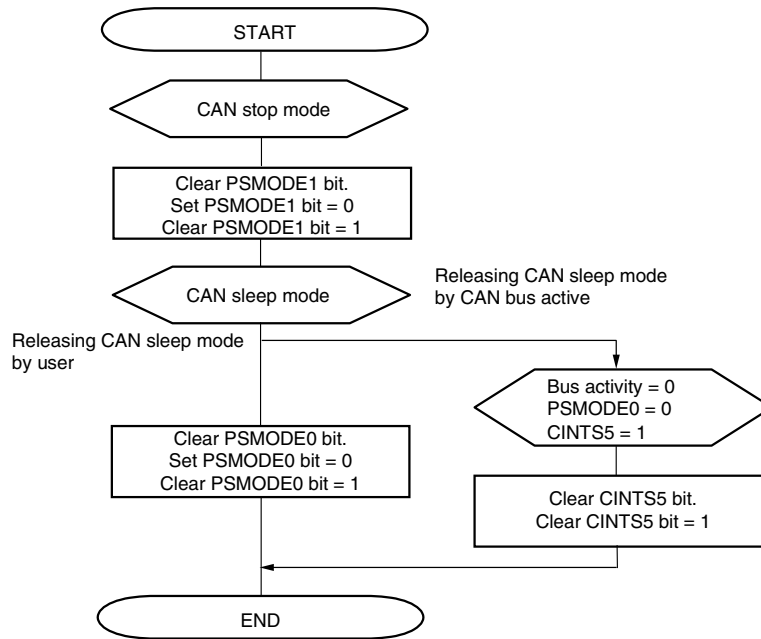 START
CAN stop mode
Clear PSMODE1 bit.
Set PSMODE1 bit = 0
Clear PSMODE1 bit = 1
CAN sleep mode
Releasing CAN sleep mode
by CAN bus active
Releasing CAN sleep mode
by user
Bus activity = 0
PSMODE0 = 0
CINTS5 = 1
Clear PSMODE0 bit.
Set PSMODE0 bit = 0
Clear PSMODE0 bit = 1
Clear CINTS5 bit.
Clear CINTS5 bit = 1
END